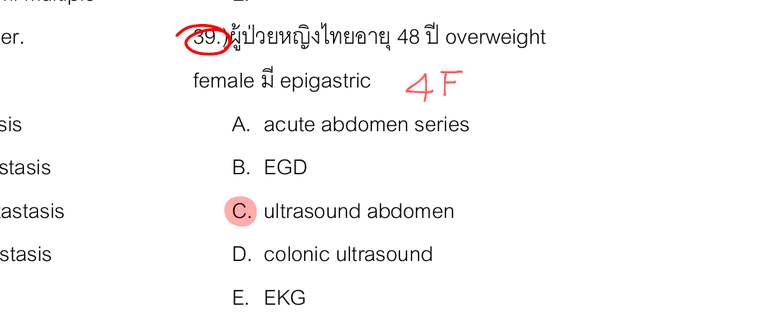 er.
39.) ผู้ป่วยหญิงไทยอายุ 48 ปี overweight
female มี epigastric 4F
sis
A. acute abdomen series
stasis
B. EGD
tastasis
C. ultrasound abdomen
stasis
D. colonic ultrasound
E. EKG